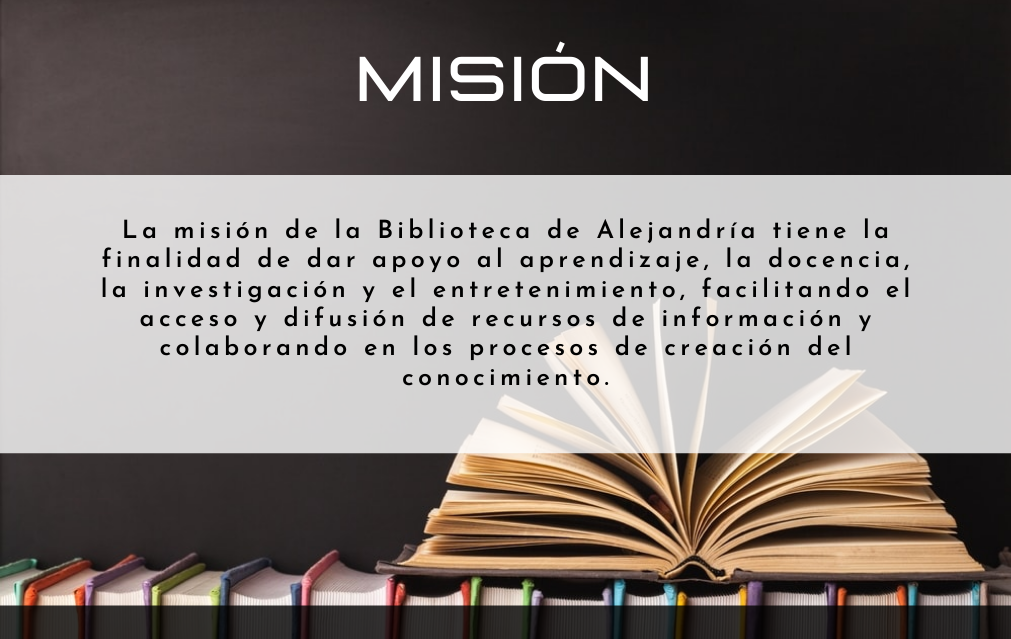 MISIÓN
La misión de la Biblioteca de Alejandría tiene la
finalidad de dar apoyo al aprendizaje, la docencia,
la investigación y el entretenimiento, facilitando el
acceso y difusión de recursos de información y
colaborando en los procesos de creación del
conocimiento.